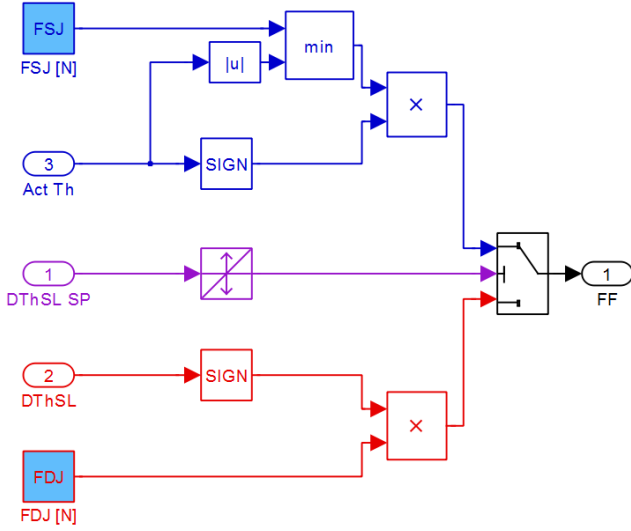 FSJ
FSJ [N]
|u|
min
×
3
Act Th
SIGN
1
DThSL SP
1
FF
2
DThSL
SIGN
×
FDJ
FDJ [N]